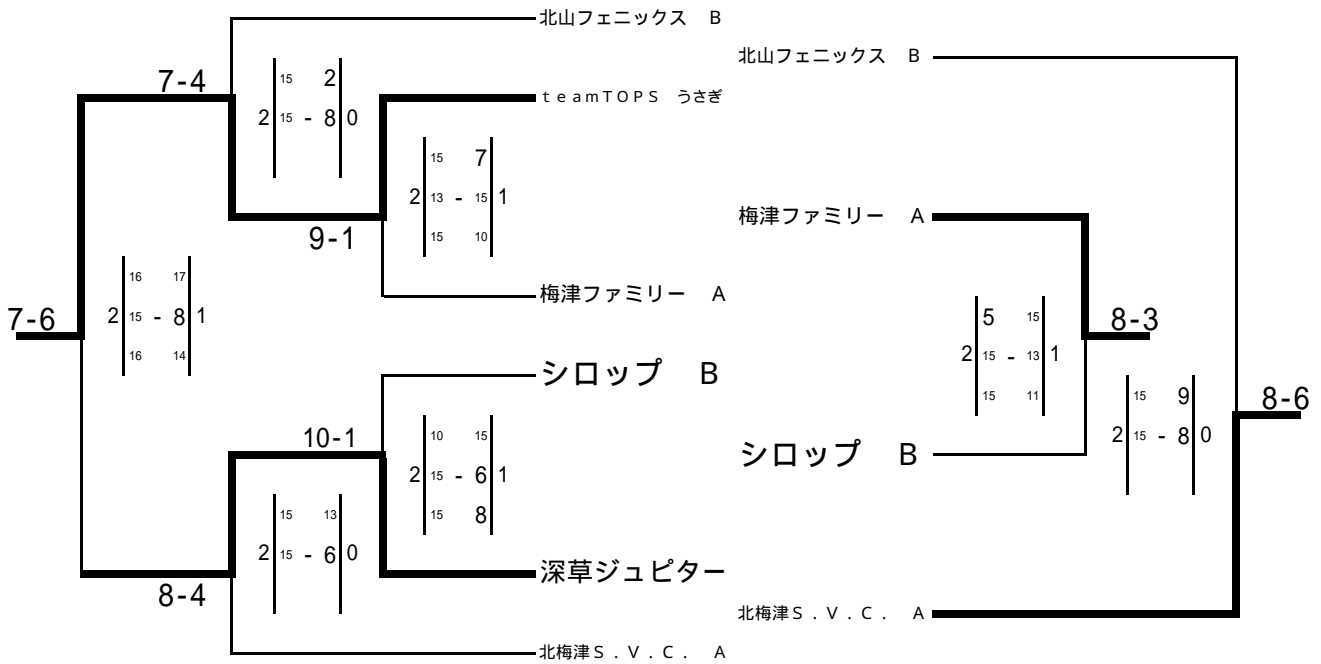 北山フェニックス B
北山フェニックス B
7-4
15 2
ｔｅａｍTOPS うさぎ
2 15 - 8 0
15 7
2 13 - 15 1
15 10
梅津ファミリー A
9-1
16 17
梅津ファミリー A
7-6
2 15 - 8 1
16 14
5 15
8-3
2 15 - 13 1
15 11
シロップ B
15 9
8-6
10-1
10 15
2 15 - 8 0
シロップ B
2 15 - 6 1
15 8
15 13
2 15 - 6 0
深草ジュピター
8-4
北梅津Ｓ．Ｖ．Ｃ． A
北梅津Ｓ．Ｖ．Ｃ． A